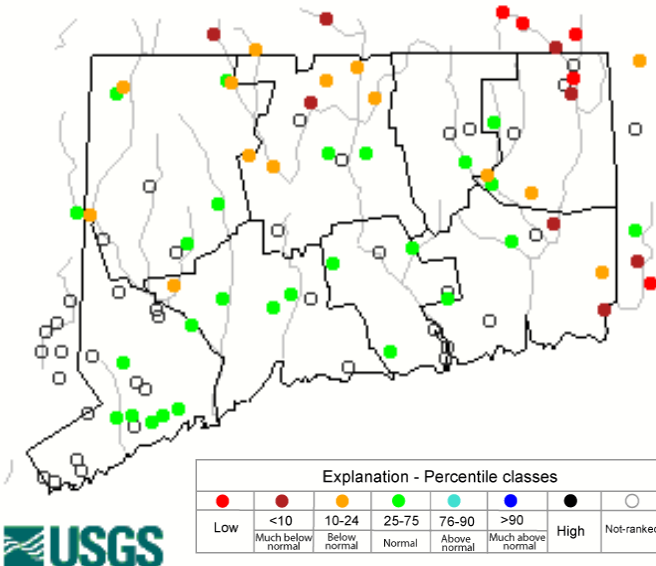 Explanation - Percentile classes
Low <10 10-24 25-75 76-90 >90 High Not-ranked
Much below normal Below normal Normal Above normal Much above normal
USGS